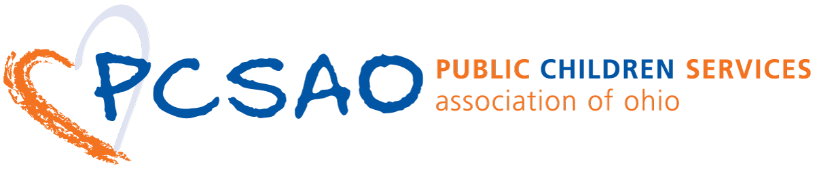 PCSAO
PUBLIC CHILDREN SERVICES
association of ohio